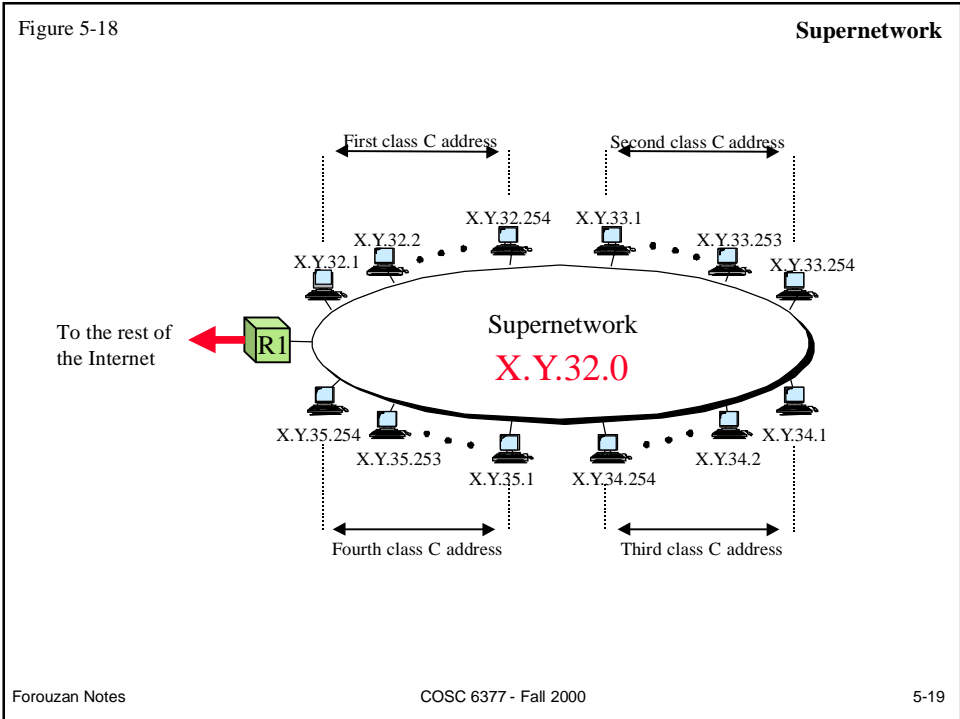 Figure 5-18
Supernetwork
First class C address
Second class C address
X.Y.32.254
X.Y.33.1
X.Y.32.2
X.Y.33.253
X.Y.32.1
X.Y.33.254
To the rest of
the Internet
R1
Supernetwork
X.Y.32.0
X.Y.35.254
X.Y.34.1
X.Y.35.253
X.Y.34.2
X.Y.35.1
X.Y.34.254
Fourth class C address
Third class C address
Forouzan Notes
COSC 6377 - Fall 2000
5-19